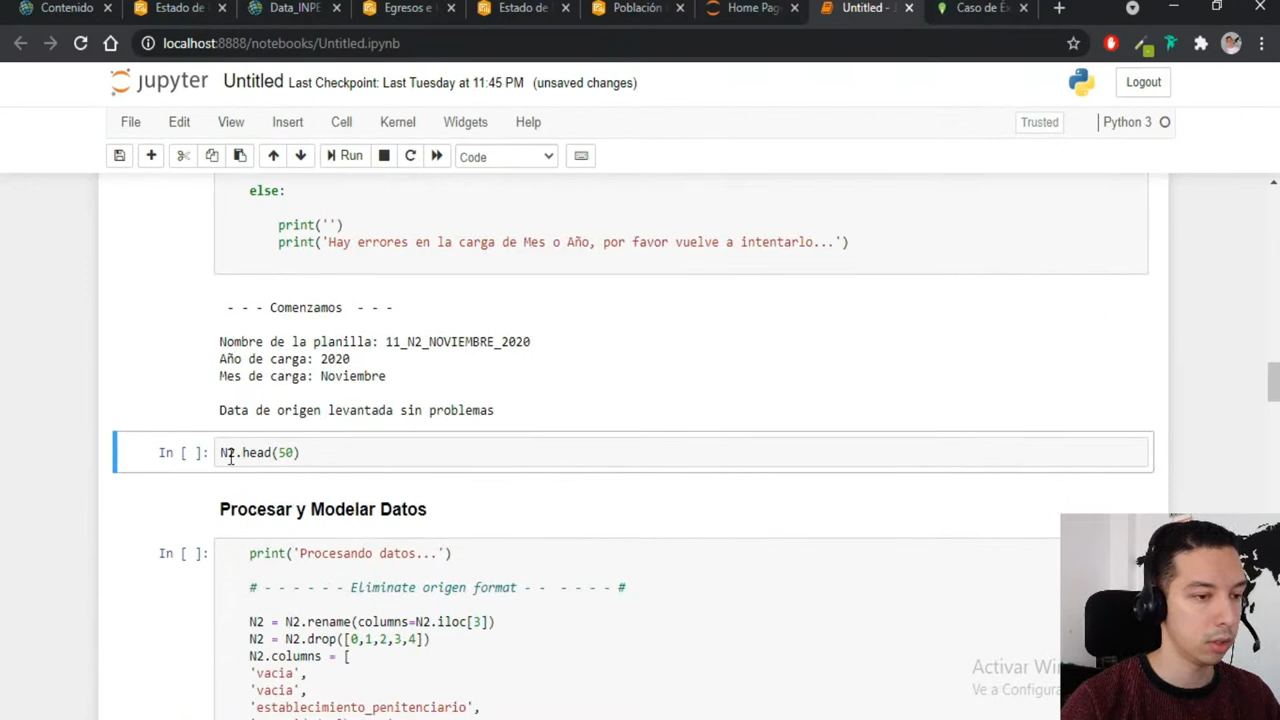 Contenido
Estado de
Data_INPE
Egresos e
Estado de
Población
Home Pag
Untitled -
Caso de Éx
localhost:8888/notebooks/Untitled.ipynb
jupyter Untitled Last Checkpoint: Last Tuesday at 11:45 PM (unsaved changes)
Logout
File Edit View Insert Cell Kernel Widgets Help
Trusted
Python 3
Run
Code
else:
print('')
print('Hay errores en la carga de Mes o Año, por favor vuelve a intentarlo...')
- - - Comenzamos - - -
Nombre de la planilla: 11_N2_NOVIEMBRE_2020
Año de carga: 2020
Mes de carga: Noviembre
Data de origen levantada sin problemas
In [ ]: N2.head(50)
Procesar y Modelar Datos
In [ ]: print('Procesando datos...')
# - - - - - - Eliminate origen format - - - - - - #
N2 = N2.rename(columns=N2.iloc[3])
N2 = N2.drop([0,1,2,3,4])
N2.columns = [
'vacia',
'vacia',
'establecimiento_penitenciario',
Activar Win
Ve a Configura